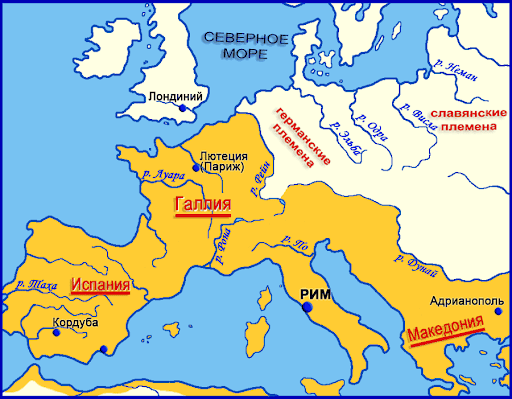 СЕВЕРНОЕ
МОРЕ
р. Неман
Лондиний
германские
племена
р. Эльба
р. Одра
р. Висла
славянские
племена
Лютеция
(Париж)
р. Луара
р. Рейн
Галлия
р. Рона
р. По
р. Дунай
р. Таха
Испания
РИМ
Адрианополь
Кордуба
Македония